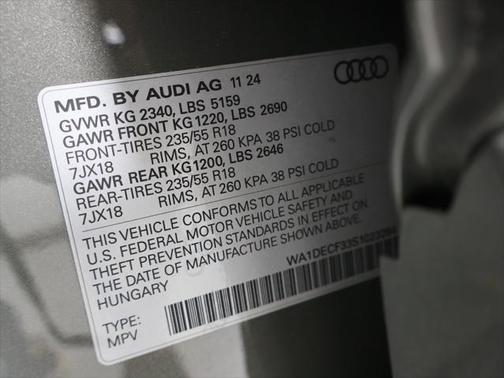 MFD. BY AUDI AG 11 24
GVWR KG 2340, LBS 5159
GAWR FRONT KG 1220, LBS 2690
FRONT-TIRES 235/55 R18
7JX18 RIMS, AT 260 KPA 38 PSI COLD
GAWR REAR KG 1200, LBS 2646
REAR-TIRES 235/55 R18
7JX18 RIMS, AT 260 KPA 38 PSI COLD
THIS VEHICLE CONFORMS TO ALL APPLICABLE
U.S. FEDERAL MOTOR VEHICLE SAFETY AND
THEFT PREVENTION STANDARDS IN EFFECT ON
THE DATE OF MANUFACTURE SHOWN ABOVE
HUNGARY
TYPE:
MPV